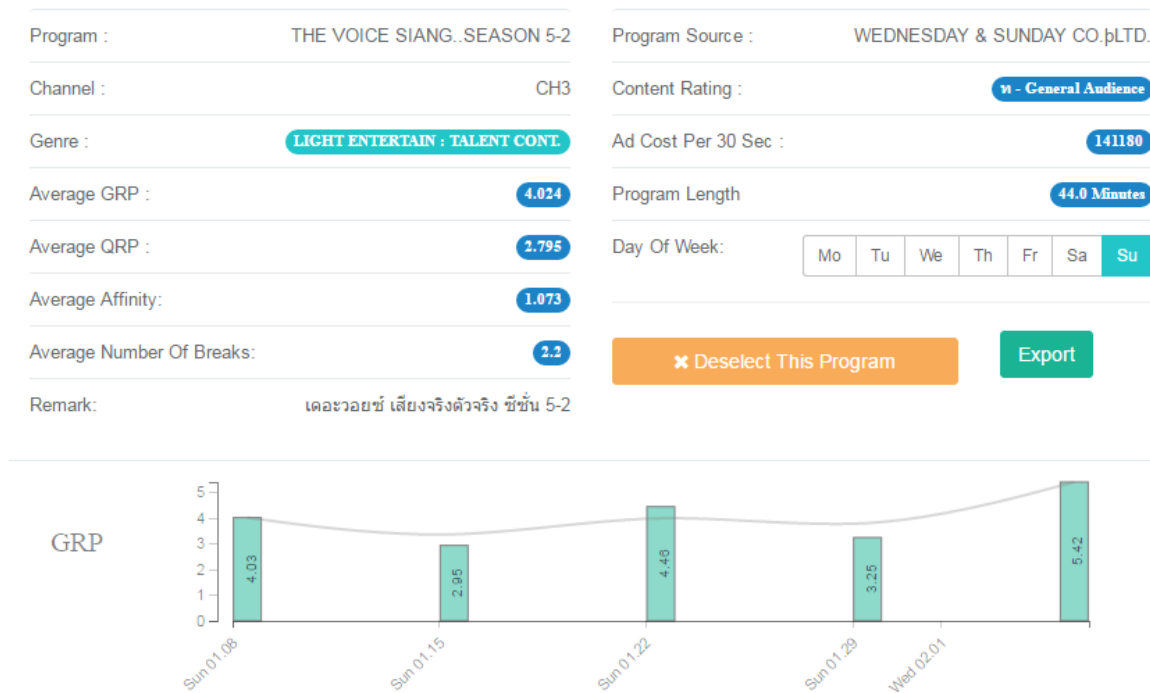 Program : THE VOICE SIANG..SEASON 5-2
Program Source : WEDNESDAY & SUNDAY CO.þLTD.
Channel : CH3
Content Rating : ท - General Audience
Genre : LIGHT ENTERTAIN : TALENT CONT.
Ad Cost Per 30 Sec : 141180
Average GRP : 4.024
Program Length 44.0 Minutes
Average QRP : 2.795
Day Of Week: Mo Tu We Th Fr Sa Su
Average Affinity: 1.073
Average Number Of Breaks: 2.2
✖ Deselect This Program
Export
Remark: เดอะวอยซ์ เสียงจริงตัวจริง ซีซั่น 5-2
GRP
5
4
3
2
1
0
4.03
2.95
4.46
3.25
5.42
Sun 01.08
Sun 01.15
Sun 01.22
Sun 01.29
Wed 02.01